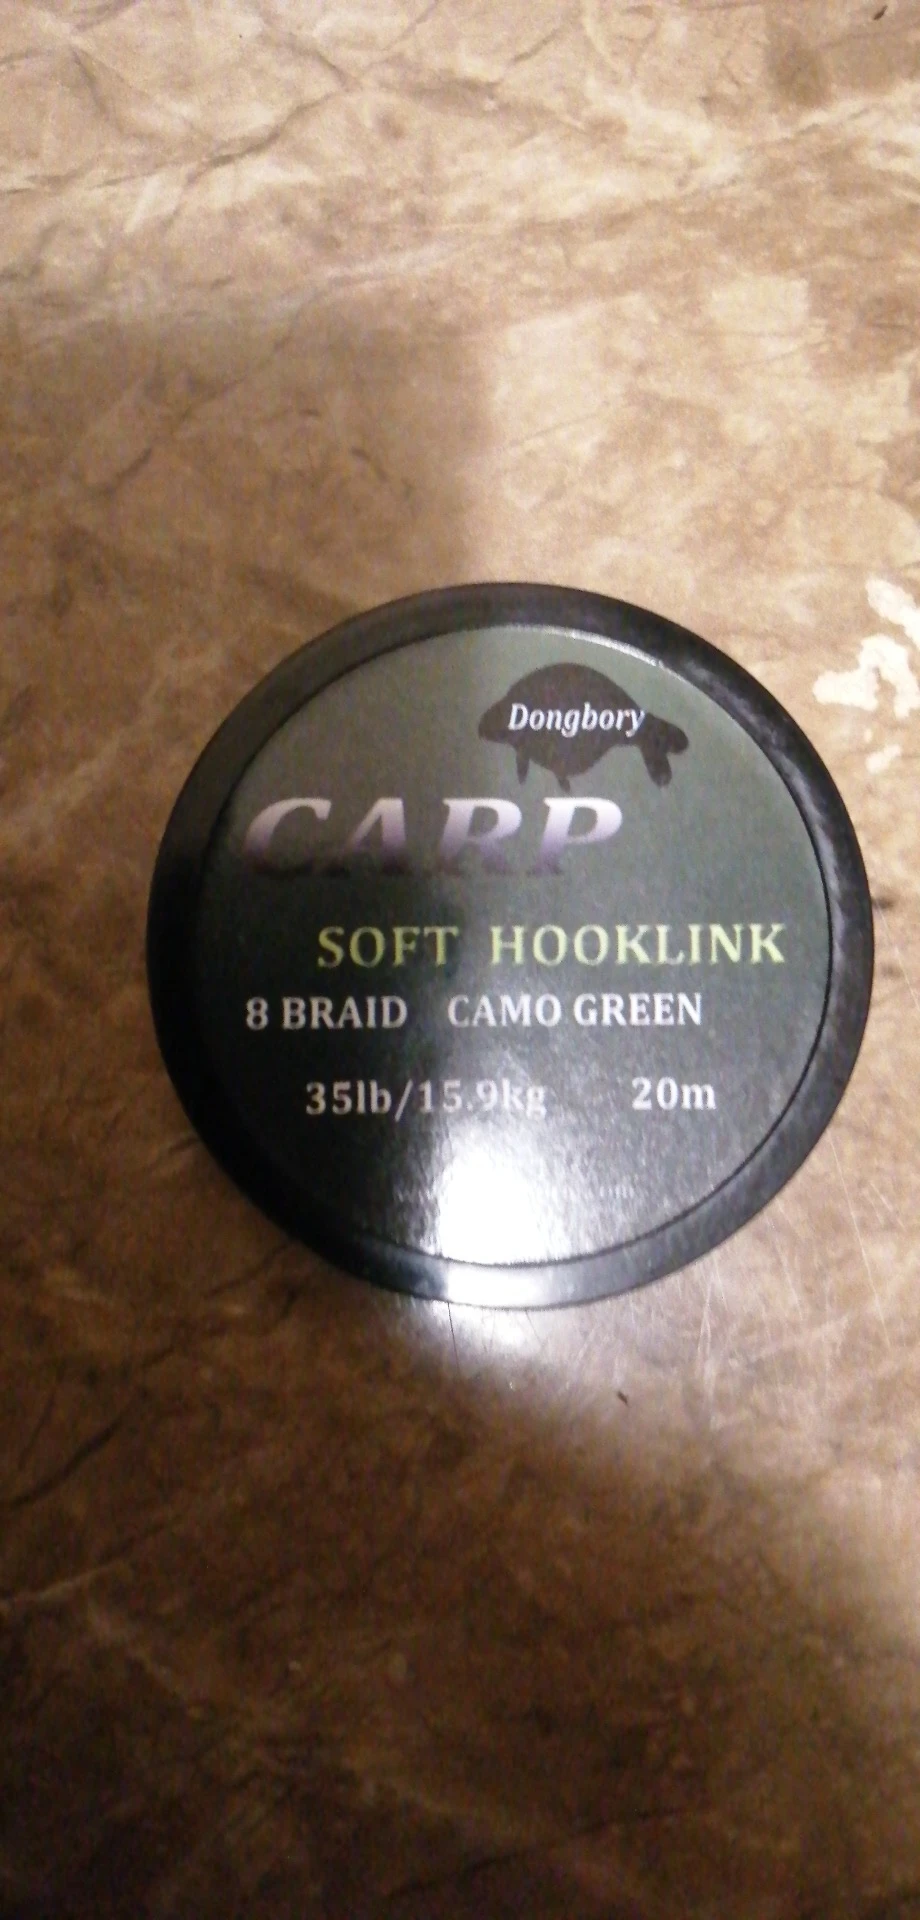 Dongbory
CARP
SOFT HOOKLINK
8 BRAID CAMO GREEN
35lb/15.9kg 20m